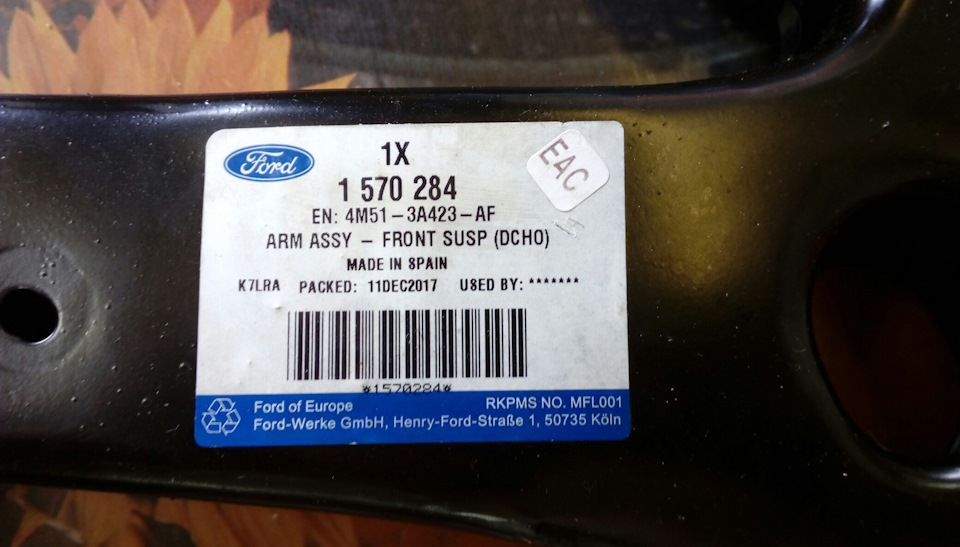 Ford
1X
EAC
1 570 284
EN: 4M51-3A423-AF
ARM ASSY - FRONT SUSP (DCHO)
MADE IN SPAIN
K7LRA PACKED: 11DEC2017 USED BY: *******
*1570284*
Ford of Europe RKPMS NO. MFL001
Ford-Werke GmbH, Henry-Ford-Straße 1, 50735 Köln